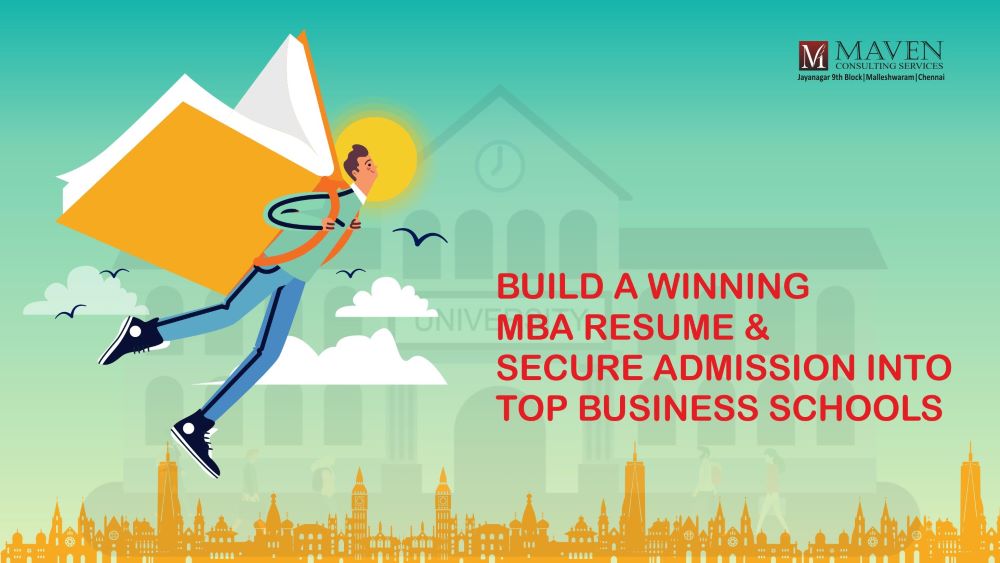 MAVEN
CONSULTING SERVICES
Jayanagar 9th Block|Malleshwaram|Chennai
UNIVERSITY
BUILD A WINNING
MBA RESUME &
SECURE ADMISSION INTO
TOP BUSINESS SCHOOLS